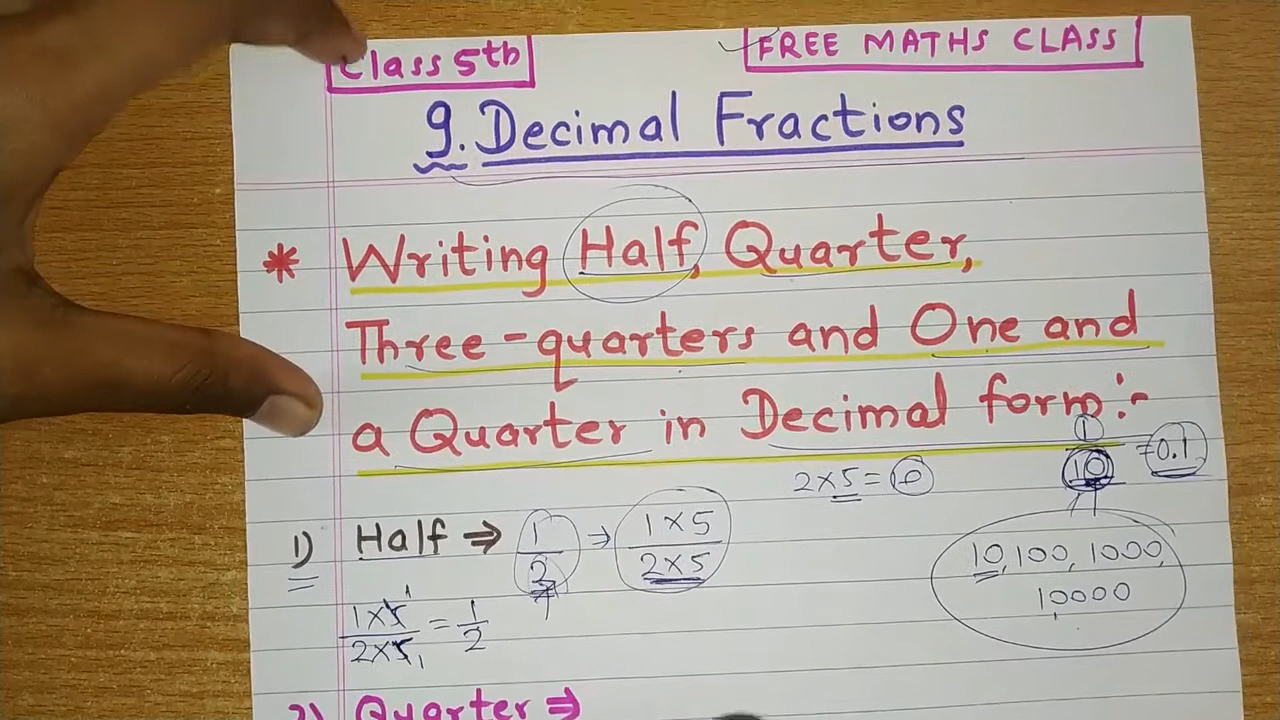 Class 5th
FREE MATHS CLASS
9. Decimal Fractions
* Writing Half, Quarter,
Three-quarters and One and
a Quarter in Decimal form:-
1/10 = 0.1
2×5=10
10, 100, 1000,
10000
1) Half ⇒ 1/2 → 1×5/2×5
1×5/2×5 = 1/2
2) Quarter ⇒